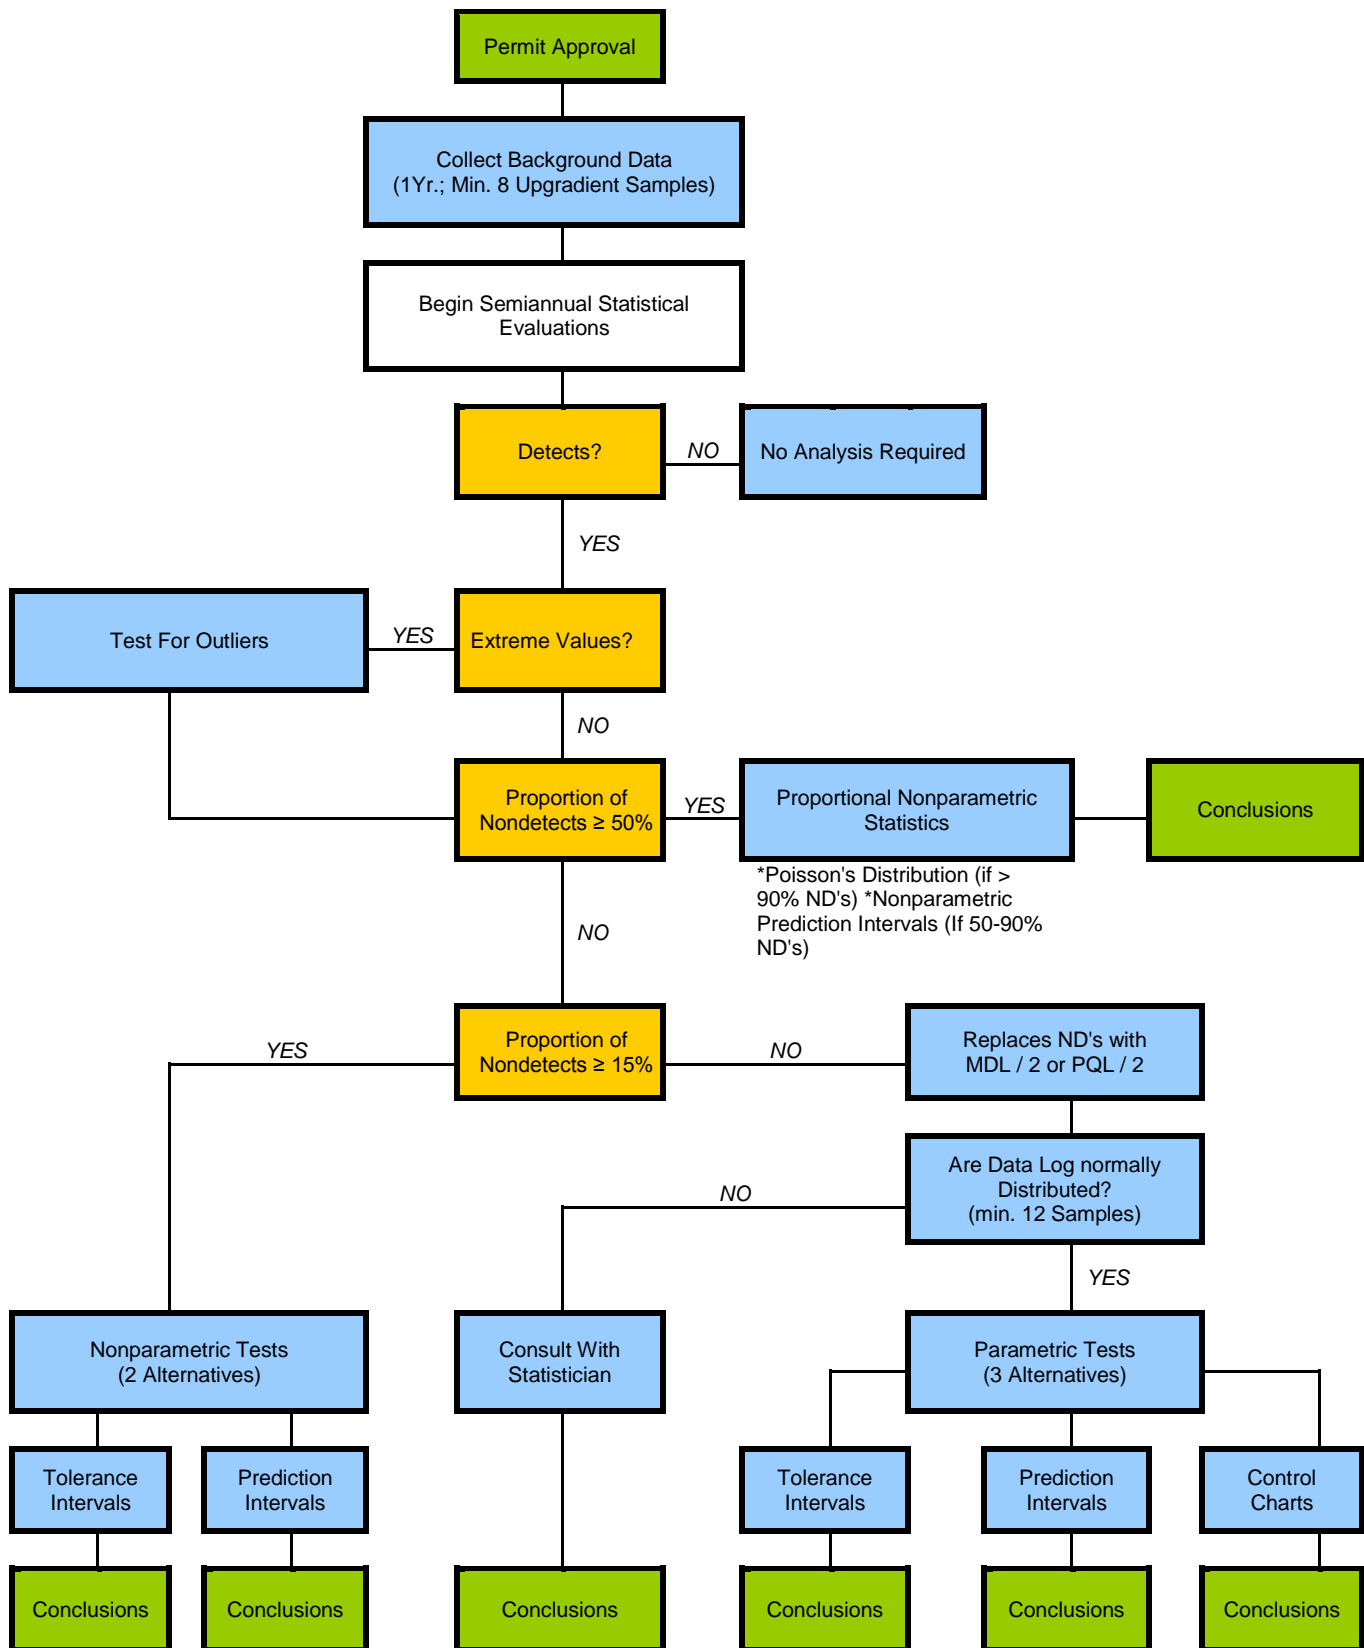 Permit Approval
Collect Background Data
(1Yr.; Min. 8 Upgradient Samples)
Begin Semiannual Statistical
Evaluations
Detects?
NO
No Analysis Required
YES
Test For Outliers
YES
Extreme Values?
NO
Proportion of
Nondetects ≥ 50%
YES
Proportional Nonparametric
Statistics
Conclusions
*Poisson's Distribution (if >
90% ND's) *Nonparametric
Prediction Intervals (If 50-90%
ND's)
NO
YES
Proportion of
Nondetects ≥ 15%
NO
Replaces ND's with
MDL / 2 or PQL / 2
Are Data Log normally
Distributed?
(min. 12 Samples)
NO
YES
Nonparametric Tests
(2 Alternatives)
Consult With
Statistician
Parametric Tests
(3 Alternatives)
Tolerance
Intervals
Prediction
Intervals
Tolerance
Intervals
Prediction
Intervals
Control
Charts
Conclusions
Conclusions
Conclusions
Conclusions
Conclusions
Conclusions